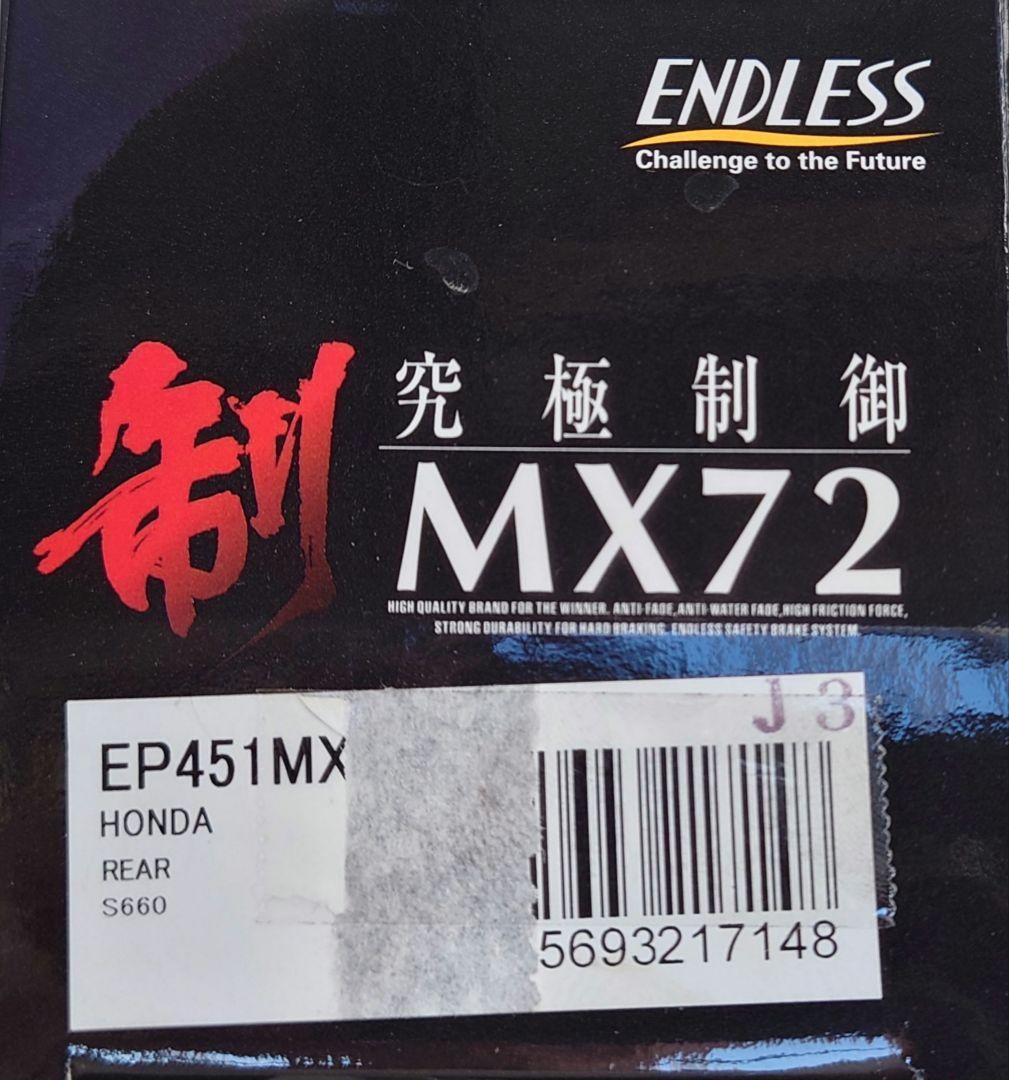 ENDLESS
Challenge to the Future
制
究極制御
MX72
HIGH QUALITY BRAND FOR THE WINNER. ANTI-FADE, ANTI-WATER FADE, HIGH FRICTION FORCE,
STRONG DURABILITY FOR HARD BRAKING. ENDLESS SAFETY BRAKE SYSTEM
J 3
EP451MX
HONDA
REAR
S660
5693217148